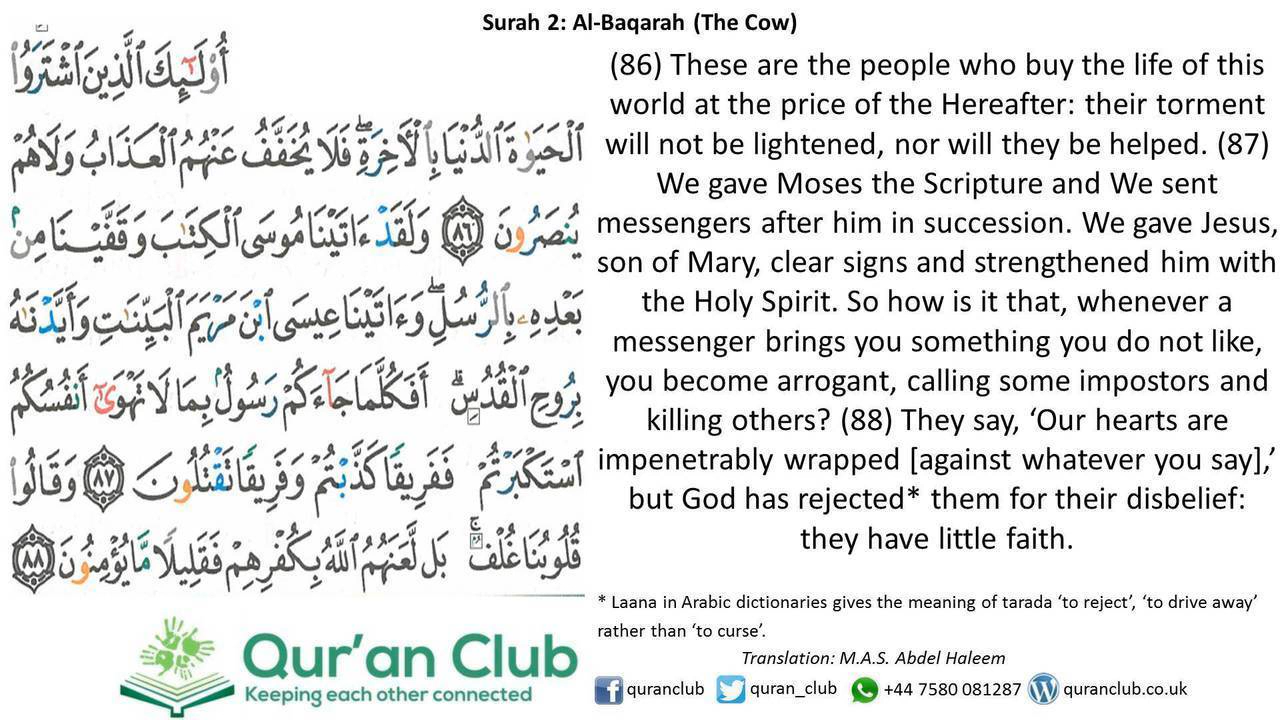 Surah 2: Al-Baqarah (The Cow)
أُوْلَـٰٓئِكَ ٱلَّذِينَ ٱشْتَرَوُا۟
ٱلْحَيَوٰةَ ٱلدُّنْيَا بِٱلْـَٔاخِرَةِ ۖ فَلَا يُخَفَّفُ عَنْهُمُ ٱلْعَذَابُ وَلَا هُمْ
يُنصَرُونَ ٨٦ وَلَقَدْ ءَاتَيْنَا مُوسَى ٱلْكِتَـٰبَ وَقَفَّيْنَا مِنۢ
بَعْدِهِۦ بِٱلرُّسُلِ ۖ وَءَاتَيْنَا عِيسَى ٱبْنَ مَرْيَمَ ٱلْبَيِّنَـٰتِ وَأَيَّدْنَـٰهُ
بِرُوحِ ٱلْقُدُسِ ۗ أَفَكُلَّمَا جَآءَكُمْ رَسُولٌۢ بِمَا لَا تَهْوَىٰٓ أَنفُسُكُمُ
ٱسْتَكْبَرْتُمْ فَفَرِيقًا كَذَّبْتُمْ وَفَرِيقًا تَقْتُلُونَ ٨٧ وَقَالُوا۟
قُلُوبُنَا غُلْفٌۢ ۚ بَل لَّعَنَهُمُ ٱللَّهُ بِكُفْرِهِمْ فَقَلِيلًا مَّا يُؤْمِنُونَ ٨٨
(86) These are the people who buy the life of this
world at the price of the Hereafter: their torment
will not be lightened, nor will they be helped. (87)
We gave Moses the Scripture and We sent
messengers after him in succession. We gave Jesus,
son of Mary, clear signs and strengthened him with
the Holy Spirit. So how is it that, whenever a
messenger brings you something you do not like,
you become arrogant, calling some impostors and
killing others? (88) They say, ‘Our hearts are
impenetrably wrapped [against whatever you say],’
but God has rejected* them for their disbelief:
they have little faith.
* Laana in Arabic dictionaries gives the meaning of tarada ‘to reject’, ‘to drive away’
rather than ‘to curse’.
Translation: M.A.S. Abdel Haleem
Qur’an Club
Keeping each other connected
quranclub quran_club +44 7580 081287 quranclub.co.uk